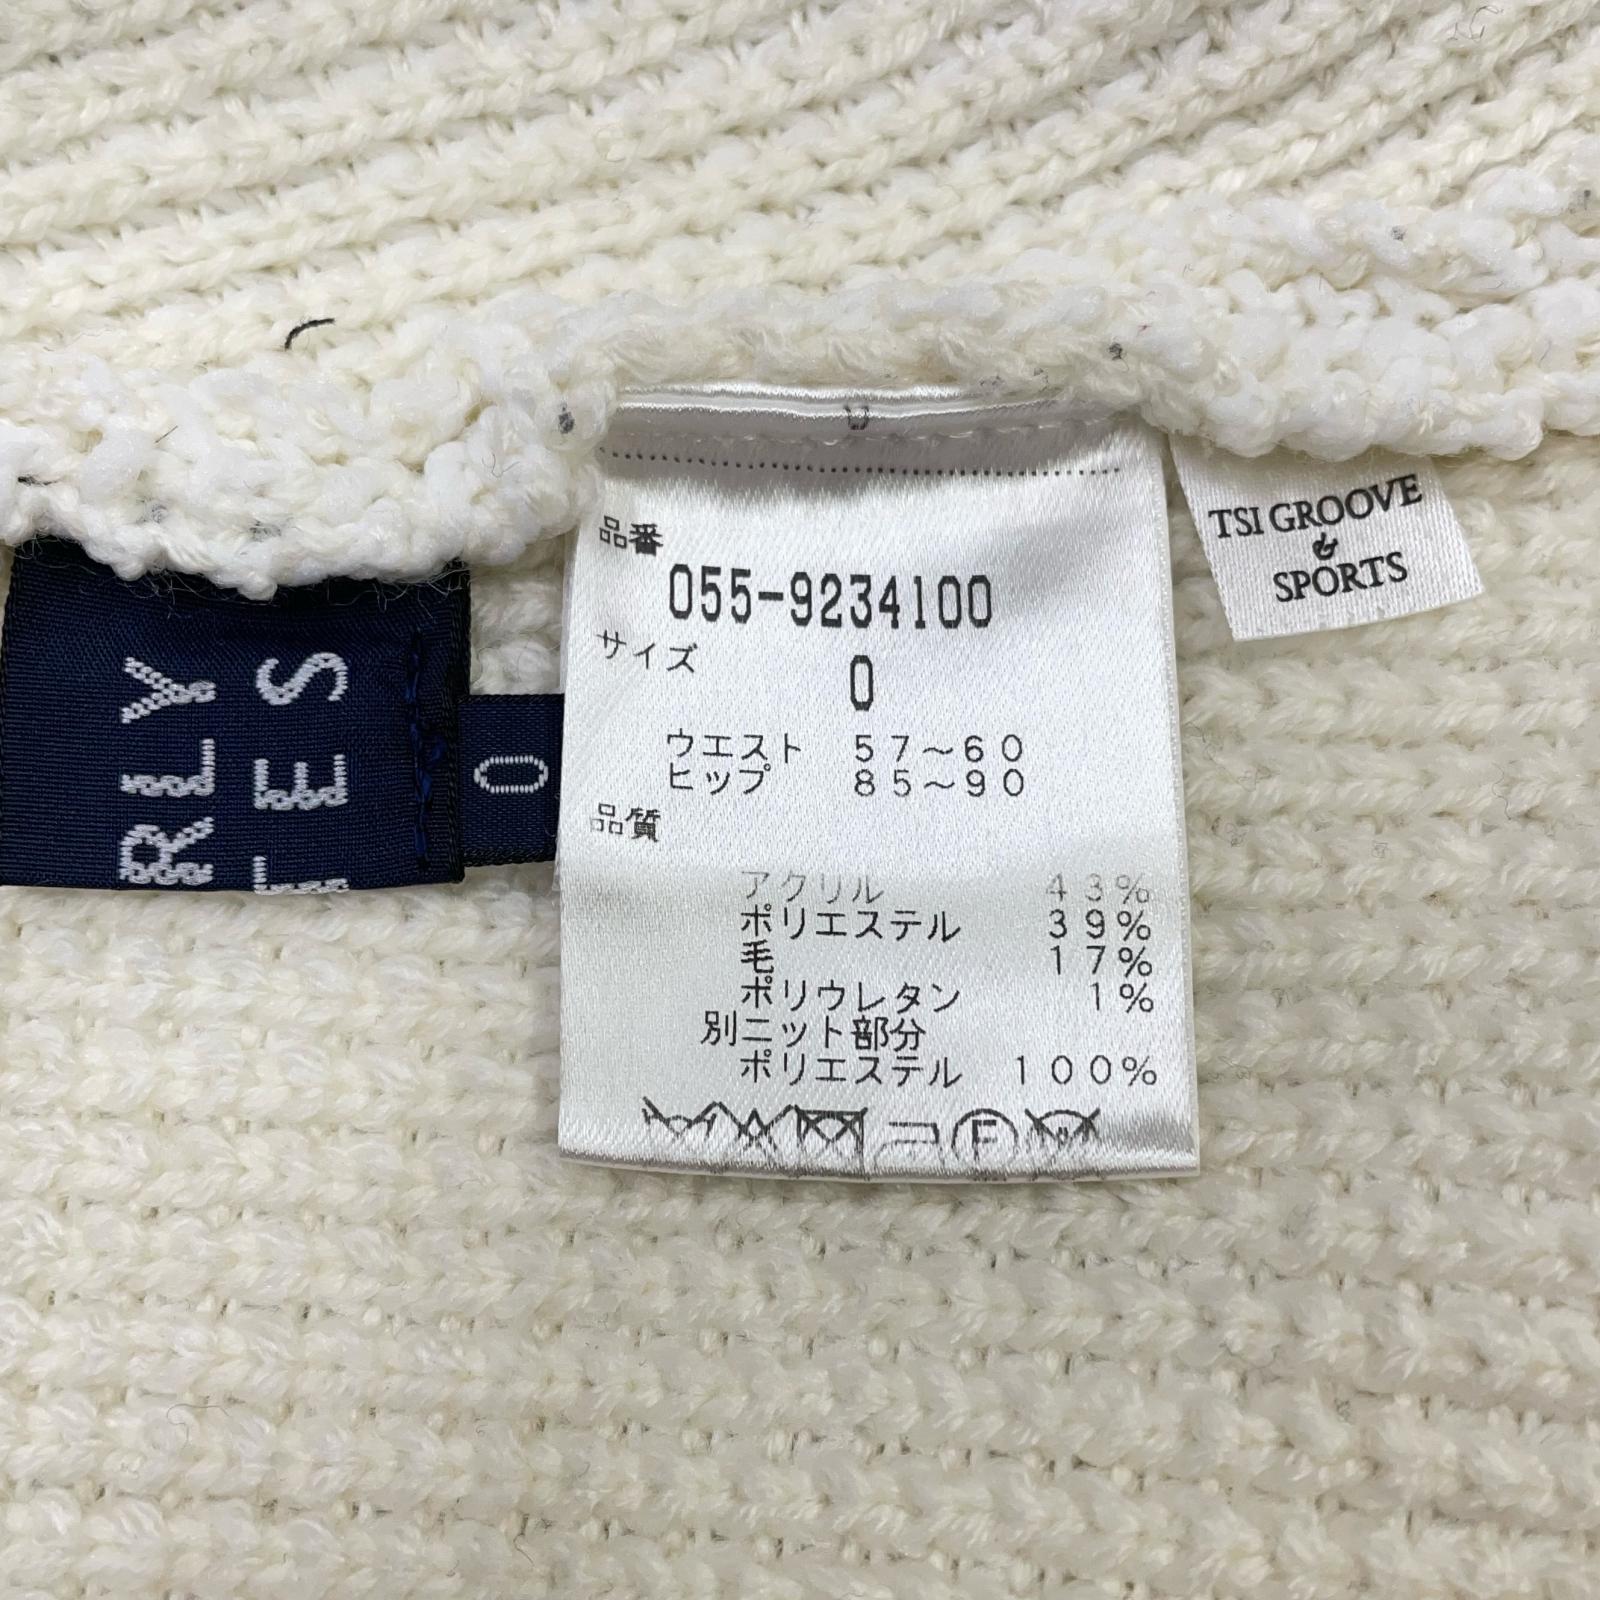 品番
055-9234100
サイズ
0
ウエスト 57~60
ヒップ 85~90
品質
アクリル 43%
ポリエステル 39%
毛 17%
ポリウレタン 1%
別ニット部分
ポリエステル 100%
F
TSI GROOVE
&
SPORTS
RLY
ES
0